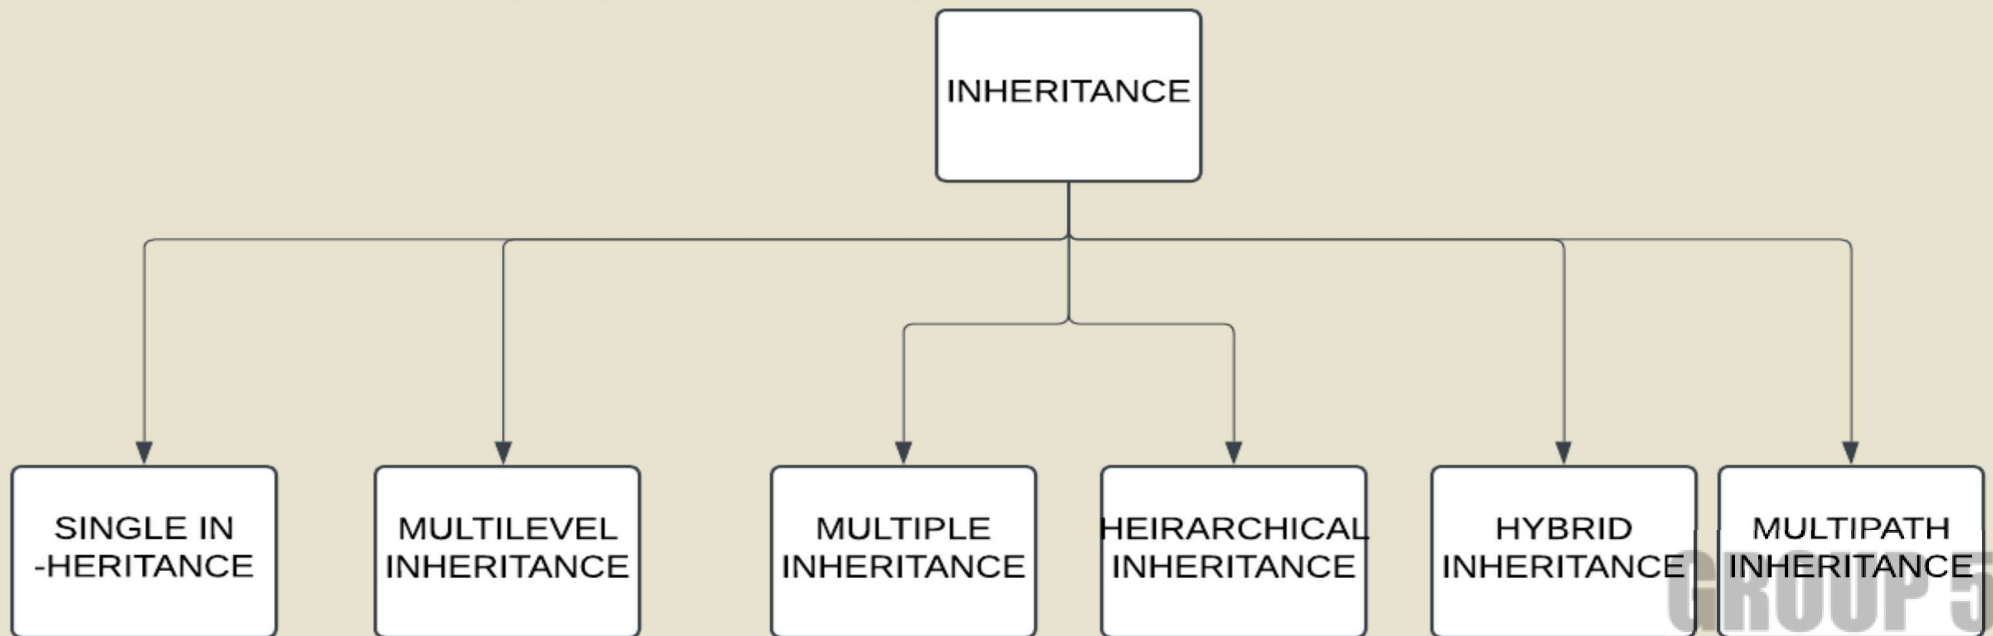 INHERITANCE
SINGLE IN
-HERITANCE
MULTILEVEL
INHERITANCE
MULTIPLE
INHERITANCE
HEIRARCHICAL
INHERITANCE
HYBRID
INHERITANCE
MULTIPATH
INHERITANCE
GROUP 5